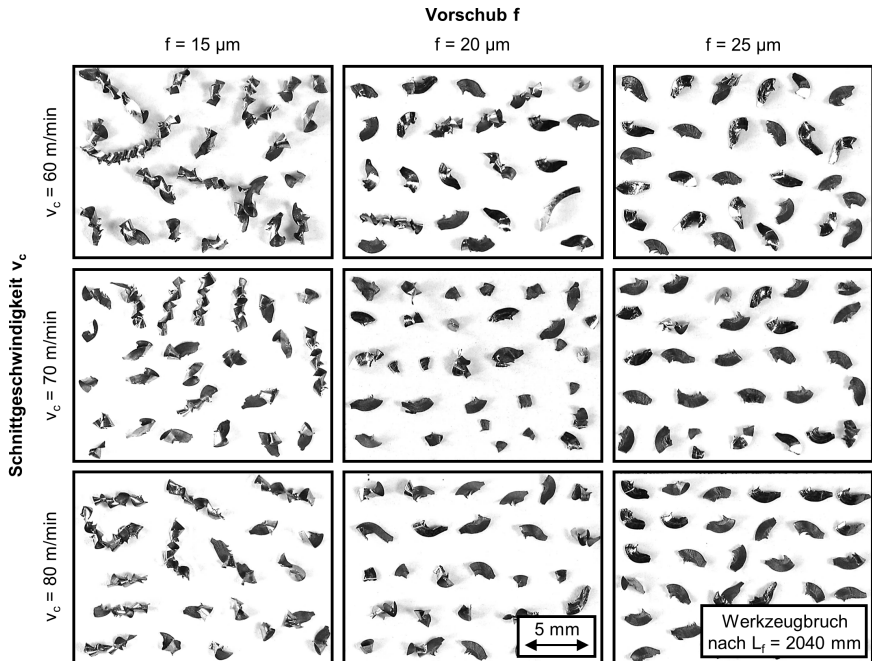 Vorschub f
f = 15 µm
f = 20 µm
f = 25 µm
Schnittgeschwindigkeit vc
vc = 60 m/min
vc = 70 m/min
vc = 80 m/min
5 mm
Werkzeugbruch
nach Lf = 2040 mm